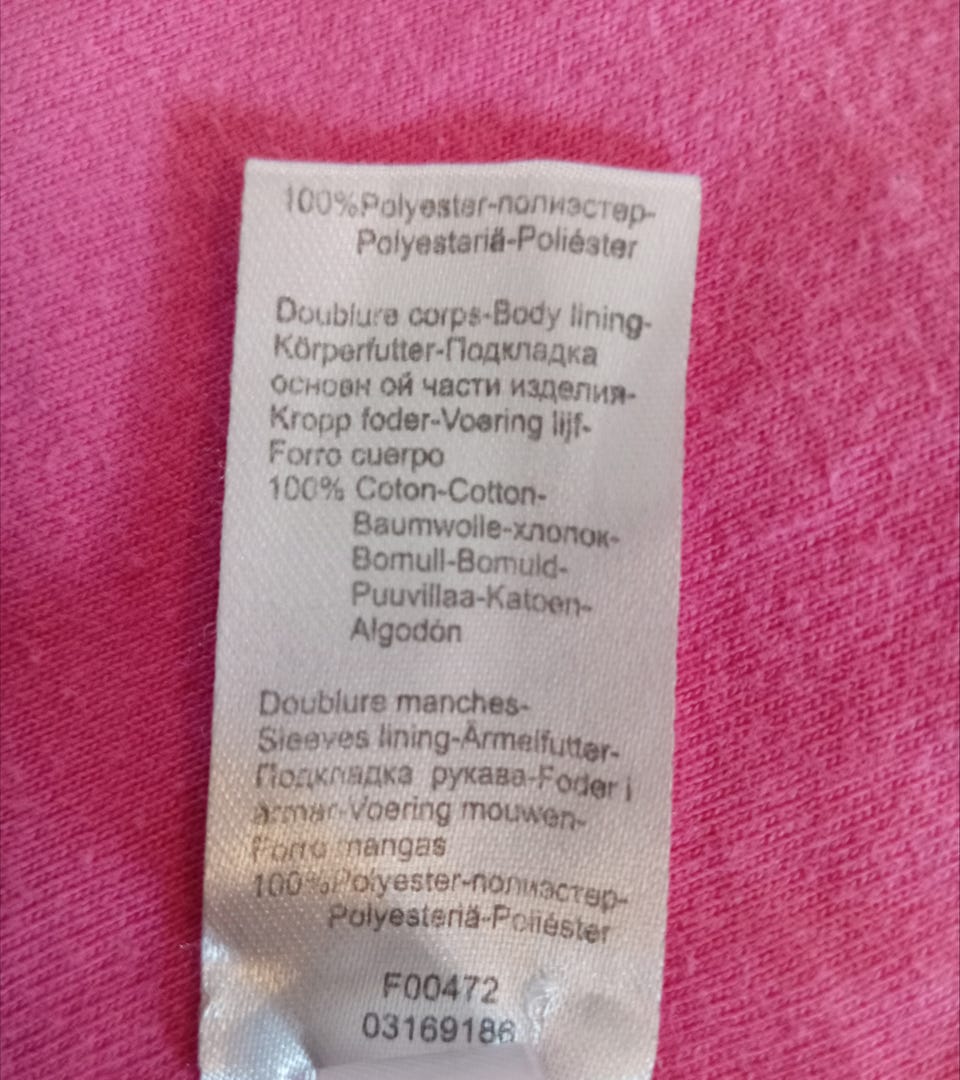 100%Polyester-полиэстер-
Polyestariä-Poliéster
Doublure corps-Body lining-
Körperfutter-Подкладка
основн ой части изделия-
Kropp foder-Voering lijf-
Forro cuerpo
100% Coton-Cotton-
Baumwolle-хлопок-
Bomull-Bomuld-
Puuvillaa-Katoen-
Algodón
Doublure manches-
Sleeves lining-Ärmelfutter-
Подкладка рукава-Foder i
ärmar-Voering mouwen-
Forro mangas
100%Polyester-полиэстер-
Polyesteriä-Poliéster
F00472
03169186